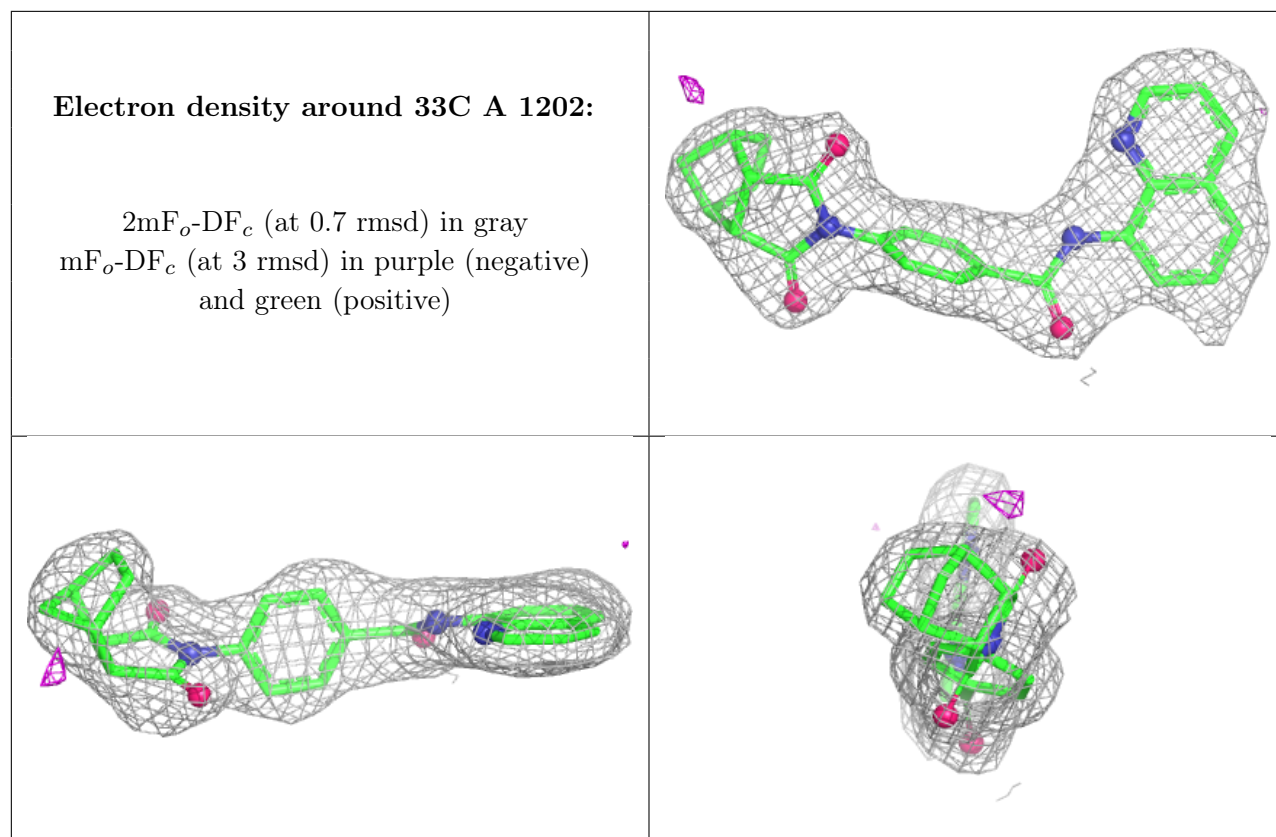 Electron density around 33C A 1202:
2mFo-DFc (at 0.7 rmsd) in gray
mFo-DFc (at 3 rmsd) in purple (negative)
and green (positive)